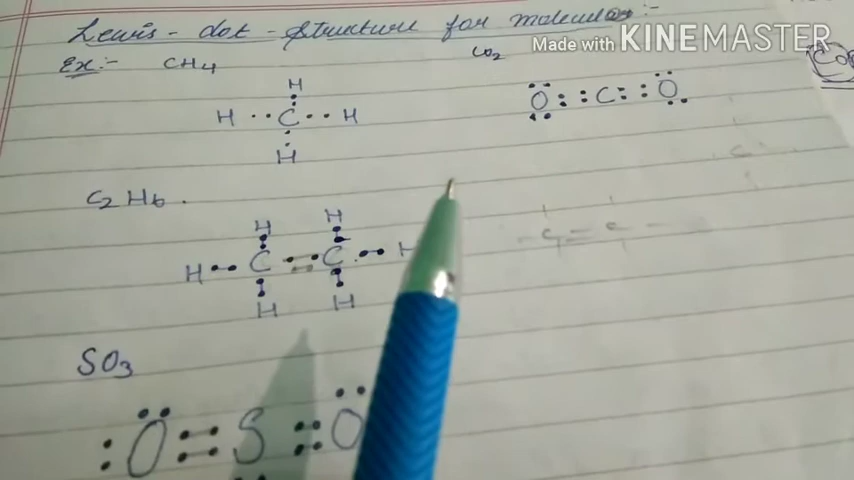 Lewis - dot - structure for molecules :-
Made with KINEMASTER
Ex:- CH4
CO2
H
H ·· C ·· H
H
O :: C :: O
C2H6.
H H
H C C H
H H
SO3
:O :: S :: O